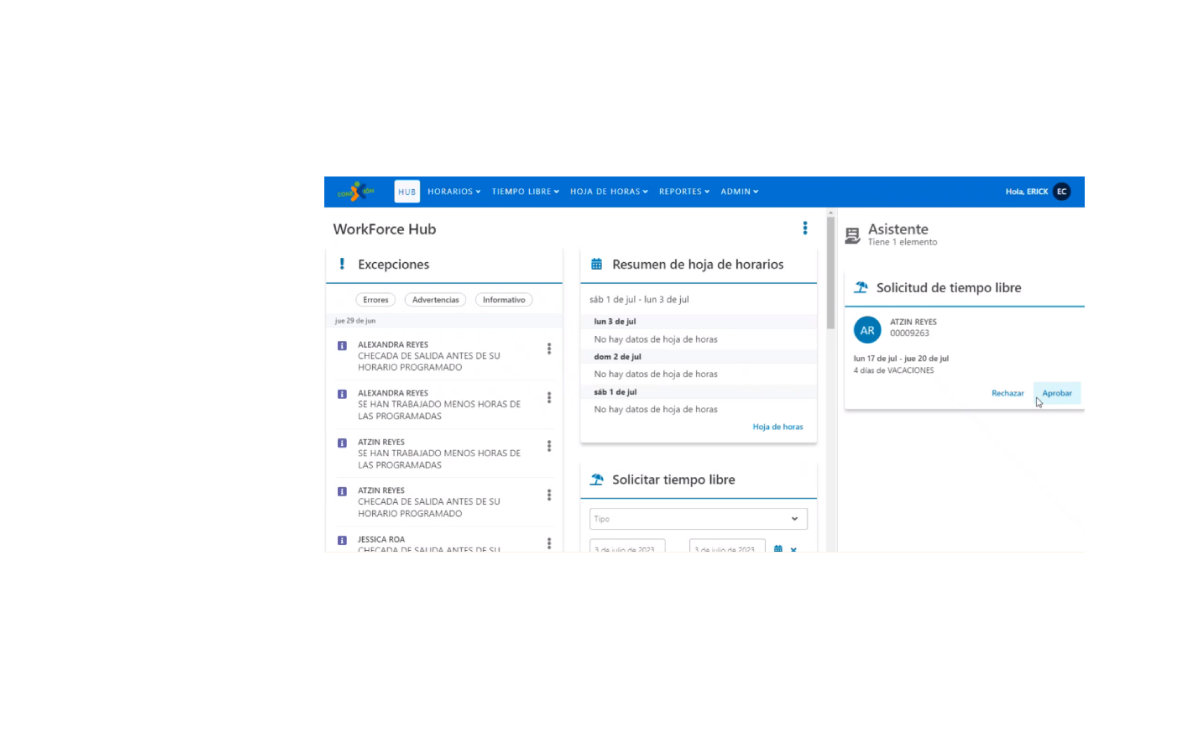 CON XIÓN
HUB HORARIOS TIEMPO LIBRE HOJA DE HORAS REPORTES ADMIN Hola, ERICK EC
WorkForce Hub
Excepciones
Errores Advertencias Informativo
jue 29 de jun
ALEXANDRA REYES
CHECADA DE SALIDA ANTES DE SU
HORARIO PROGRAMADO
ALEXANDRA REYES
SE HAN TRABAJADO MENOS HORAS DE
LAS PROGRAMADAS
ATZIN REYES
SE HAN TRABAJADO MENOS HORAS DE
LAS PROGRAMADAS
ATZIN REYES
CHECADA DE SALIDA ANTES DE SU
HORARIO PROGRAMADO
JESSICA ROA
CHECADA DE SALIDA ANTES DE SU
Resumen de hoja de horarios
sáb 1 de jul - lun 3 de jul
lun 3 de jul
No hay datos de hoja de horas
dom 2 de jul
No hay datos de hoja de horas
sáb 1 de jul
No hay datos de hoja de horas
Hoja de horas
Solicitar tiempo libre
Tipo
3 de julio de 2023 3 de julio de 2023
Asistente
Tiene 1 elemento
Solicitud de tiempo libre
AR
ATZIN REYES
00009263
lun 17 de jul - jue 20 de jul
4 días de VACACIONES
Rechazar Aprobar